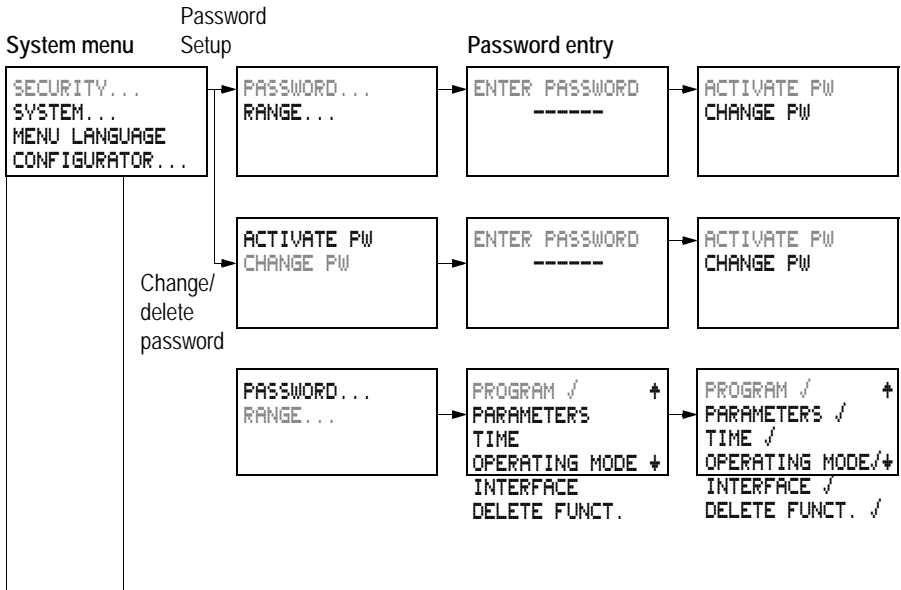 Password
Setup
System menu
Password entry
SECURITY...
SYSTEM...
MENU LANGUAGE
CONFIGURATOR...
PASSWORD...
RANGE...
ENTER PASSWORD
------
ACTIVATE PW
CHANGE PW
ACTIVATE PW
CHANGE PW
ENTER PASSWORD
------
ACTIVATE PW
CHANGE PW
Change/
delete
password
PASSWORD...
RANGE...
PROGRAM √
PARAMETERS
TIME
OPERATING MODE
INTERFACE
DELETE FUNCT.
PROGRAM √
PARAMETERS √
TIME √
OPERATING MODE√
INTERFACE √
DELETE FUNCT. √